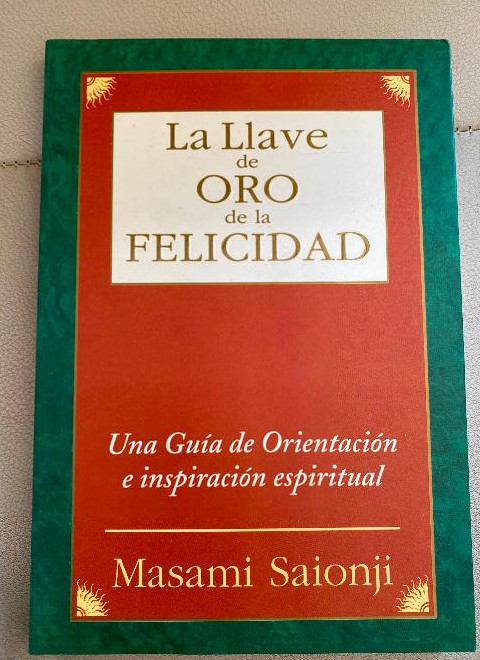 La Llave
de
ORO
de la
FELICIDAD
Una Guía de Orientación
e inspiración espiritual
Masami Saionji